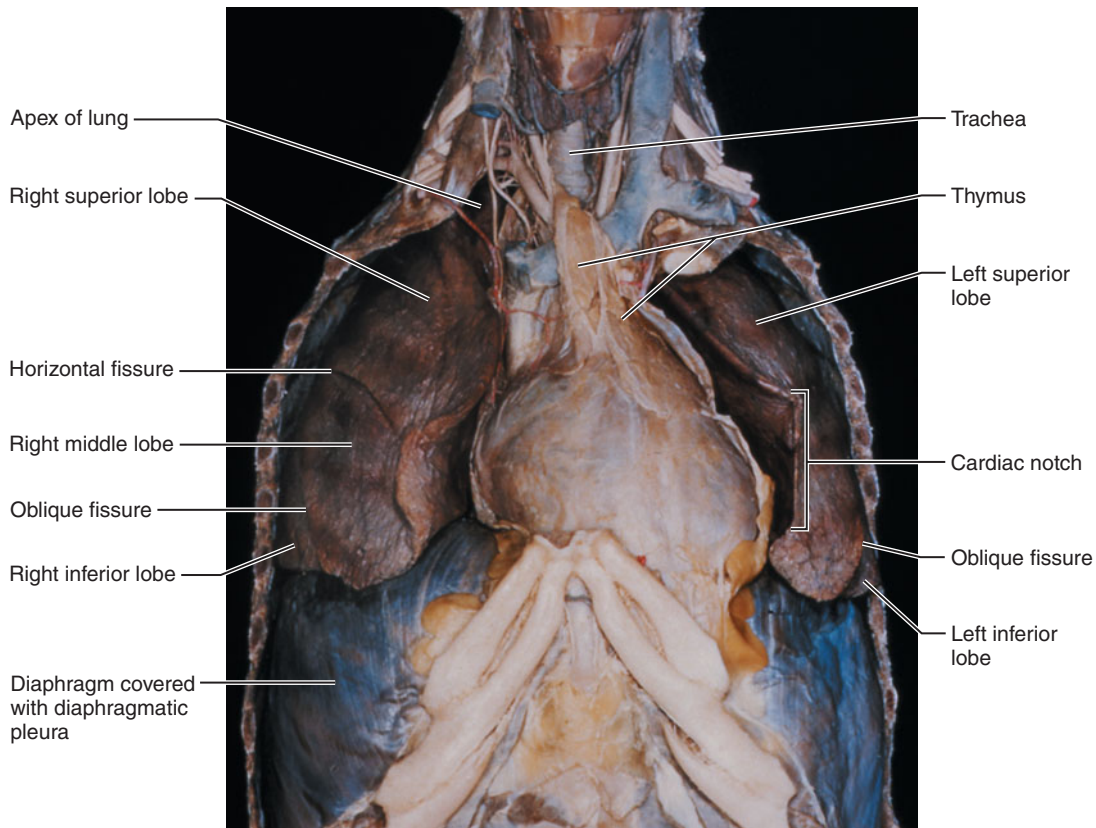 Apex of lung
Right superior lobe
Horizontal fissure
Right middle lobe
Oblique fissure
Right inferior lobe
Diaphragm covered
with diaphragmatic
pleura
Trachea
Thymus
Left superior
lobe
Cardiac notch
Oblique fissure
Left inferior
lobe